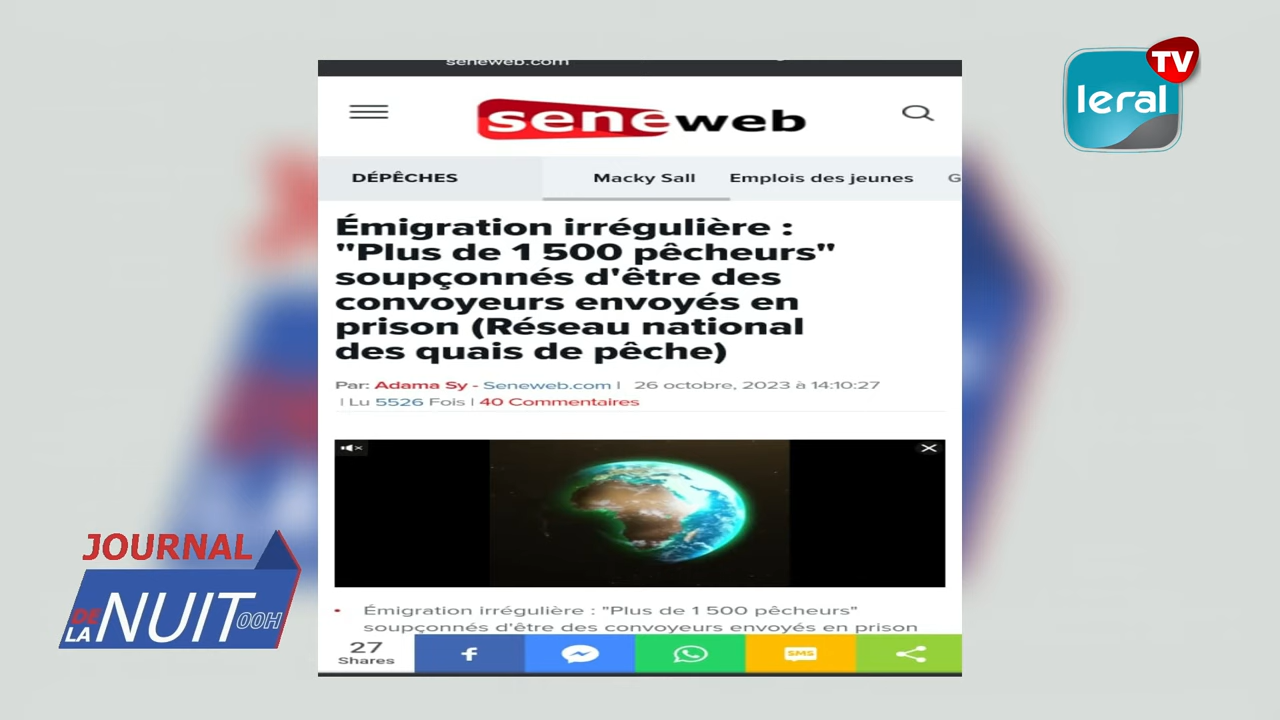 seneweb.com
TV
leral
seneweb
DÉPÊCHES
Macky Sall
Emplois des jeunes
G
Émigration irrégulière :
"Plus de 1 500 pêcheurs"
soupçonnés d'être des
convoyeurs envoyés en
prison (Réseau national
des quais de pêche)
Par: Adama Sy - Seneweb.com | 26 octobre, 2023 à 14:10:27
| Lu 5526 Fois | 40 Commentaires
• Émigration irrégulière : "Plus de 1 500 pêcheurs"
soupçonnés d'être des convoyeurs envoyés en prison
27
Shares
SMS
JOURNAL
DE LA NUIT 00H